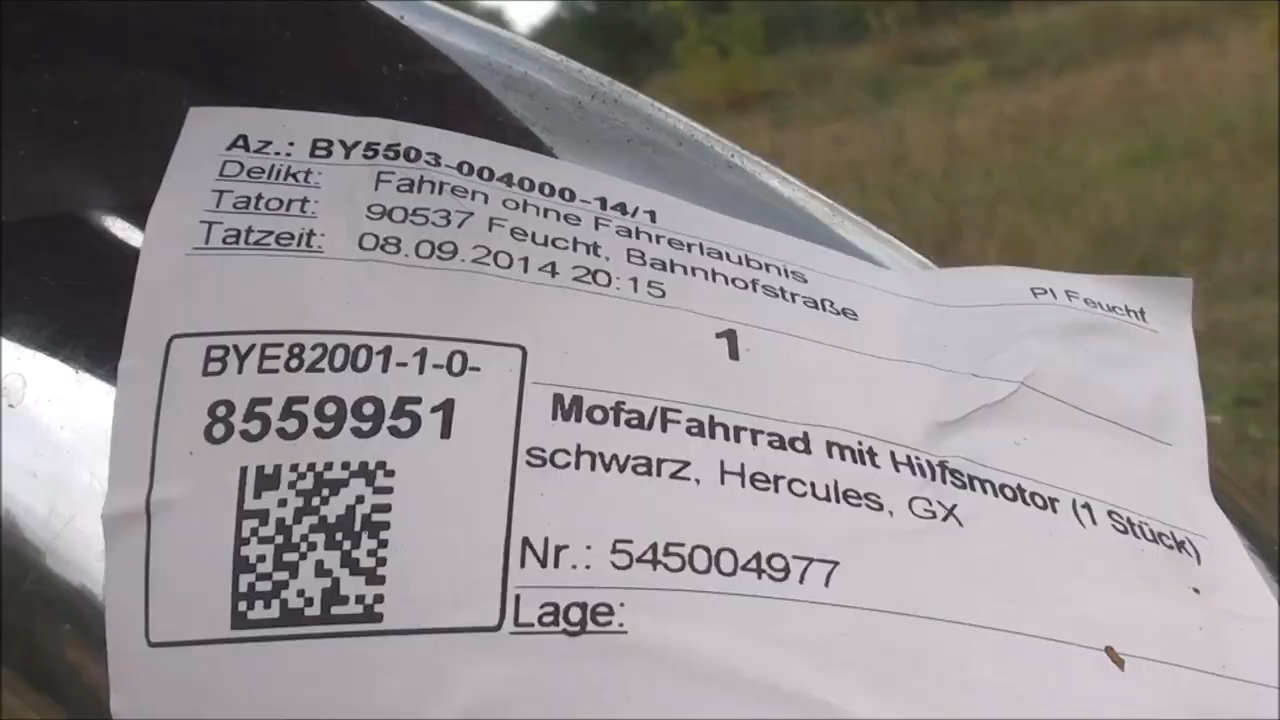 Az.: BY5503-004000-14/1
Delikt: Fahren ohne Fahrerlaubnis
Tatort: 90537 Feucht, Bahnhofstraße
Tatzeit: 08.09.2014 20:15
PI Feucht
1
BYE82001-1-0-
8559951
Mofa/Fahrrad mit Hilfsmotor (1 Stück)
schwarz, Hercules, GX
Nr.: 545004977
Lage: